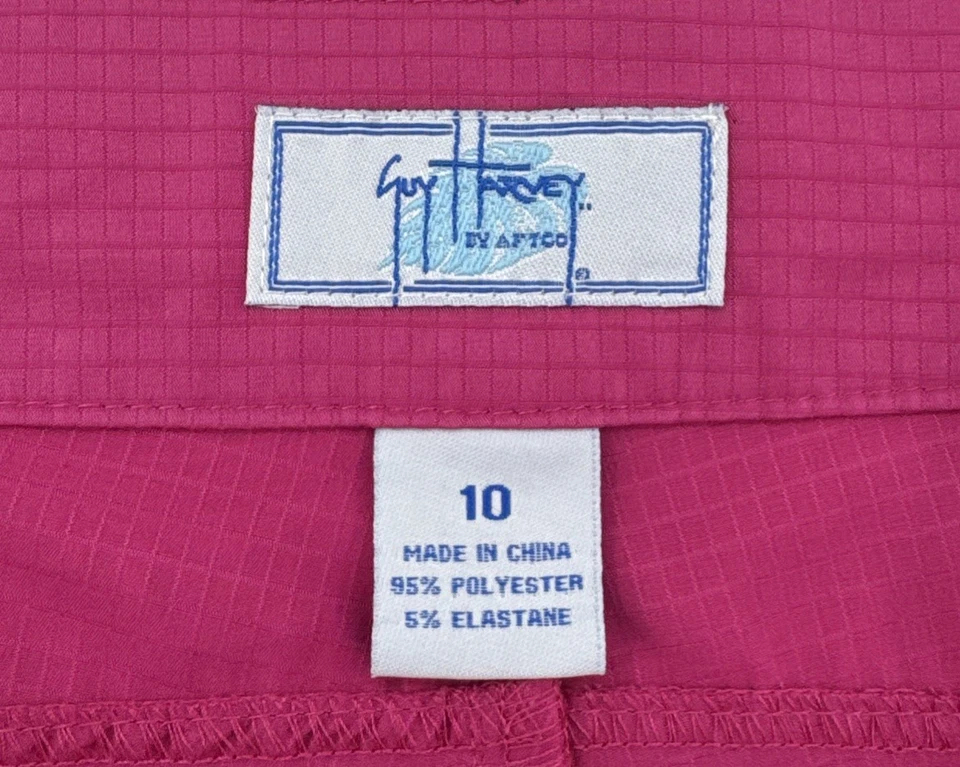 GUY HARVEY
BY AFTCO
®
10
MADE IN CHINA
95% POLYESTER
5% ELASTANE